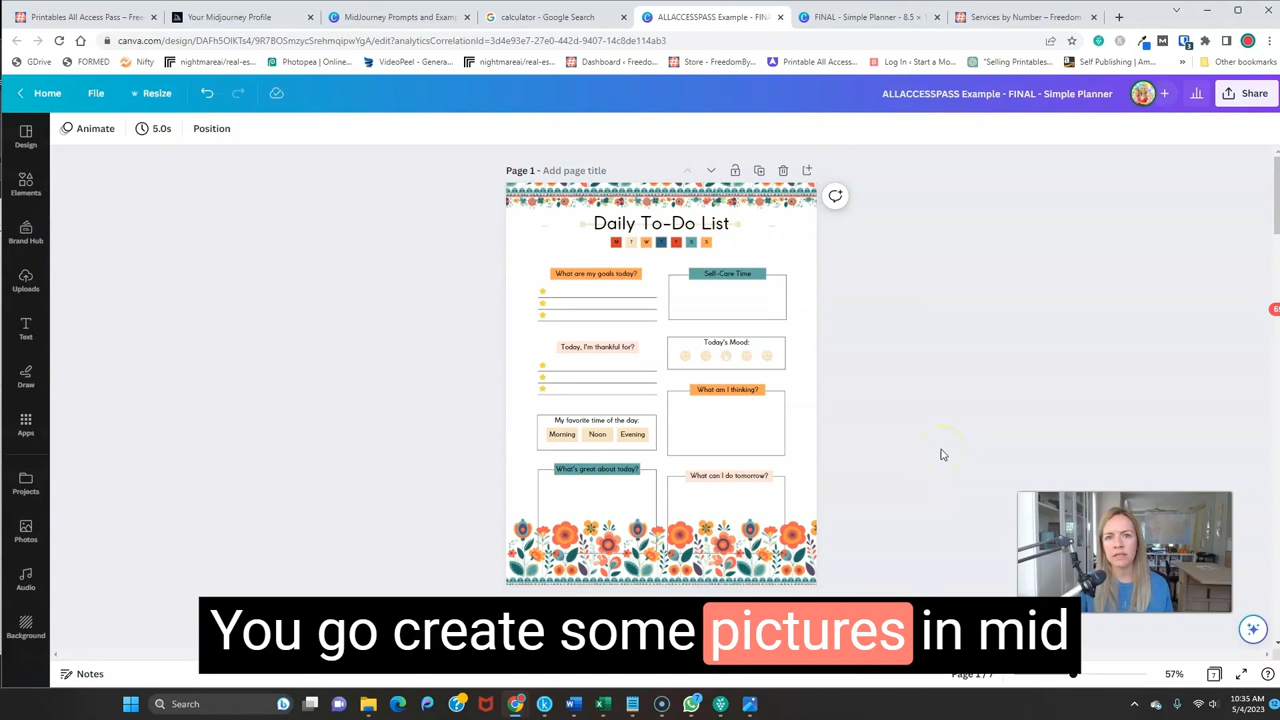 Printables All Access Pass – F
Your Midjourney Profile
MidJourney Prompts and Examp
calculator - Google Search
ALLACCESSPASS Example - FINAL
FINAL - Simple Planner - 8.5 ×
Services by Number – Freedom
canva.com/design/DAFh5OlKTs4/9R7BOSmzycSrehmqipwYgA/edit?analyticsCorrelationId=3d4e93e7-27e0-442d-9407-14c8de114ab3
GDrive
FORMED
Nifty
nightmareai/real-es...
Photopea | Online...
VideoPeel - Genera...
nightmareai/real-es...
Dashboard ‹ Freedo...
Store - FreedomBy...
Printable All Access...
Log In ‹ Start a Mo...
"Selling Printables...
Self Publishing | Am...
»
Other bookmarks
Home
File
Resize
ALLACCESSPASS Example - FINAL - Simple Planner
Share
Animate
5.0s
Position
Design
Elements
Brand Hub
Uploads
Text
Draw
Apps
Projects
Photos
Audio
Background
Page 1 - Add page title
Daily To-Do List
M T W T F S S
What are my goals today?
Self-Care Time
Today, I'm thankful for?
Today's Mood:
What am I thinking?
My favorite time of the day:
Morning Noon Evening
What's great about today?
What can I do tomorrow?
You go create some pictures in mid
Notes
Page 1 / 7
57%
7
Search
10:35 AM
5/4/2023